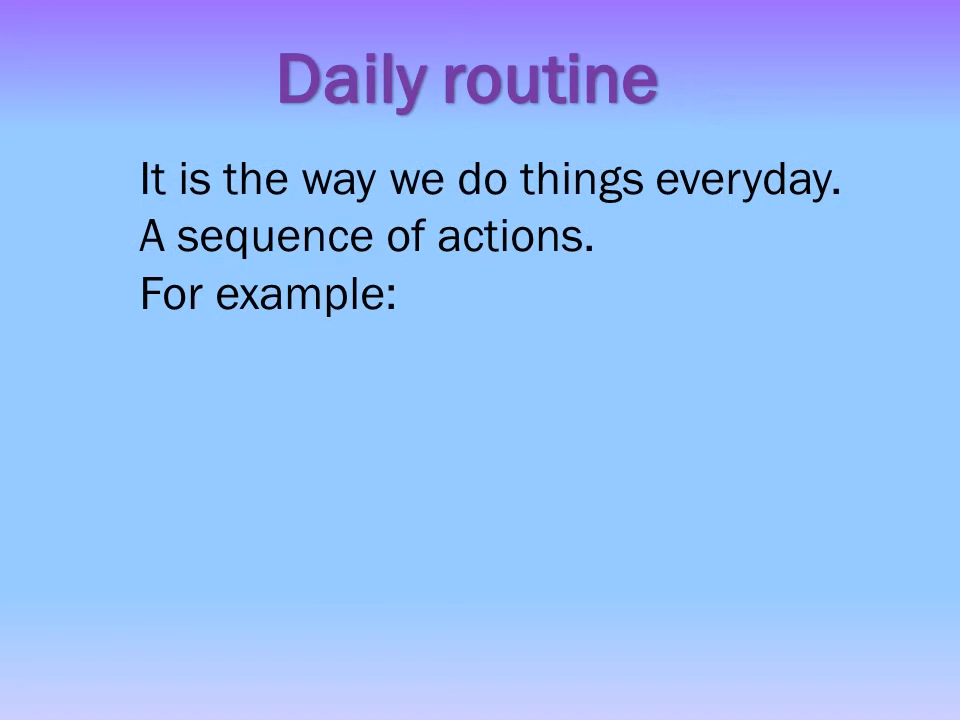 Daily routine
It is the way we do things everyday.
A sequence of actions.
For example: